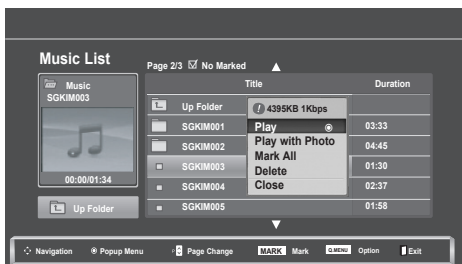 Music List
Page 2/3 No Marked
Music
SGKIM003
00:00/01:34
Up Folder
Title Duration
Up Folder
SGKIM001 03:33
SGKIM002 04:45
SGKIM003 01:30
SGKIM004 02:37
SGKIM005 01:58
4395KB 1Kbps
Play
Play with Photo
Mark All
Delete
Close
Navigation Popup Menu Page Change MARK Mark Q.MENU Option Exit